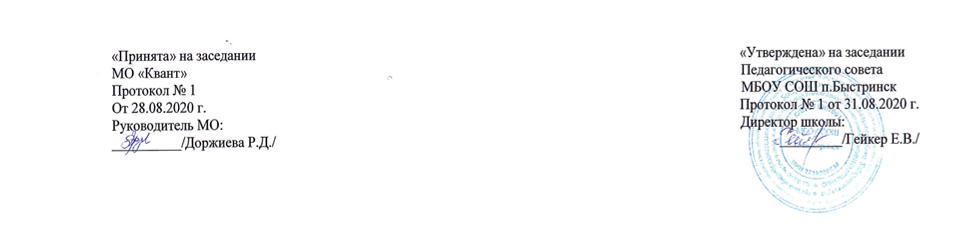 «Принята» на заседании
МО «Квант»
Протокол № 1
От 28.08.2020 г.
Руководитель МО:
__________/Доржиева Р.Д./
«Утверждена» на заседании
Педагогического совета
МБОУ СОШ п.Быстринск
Протокол № 1 от 31.08.2020 г.
Директор школы:
_________/Гейкер Е.В./